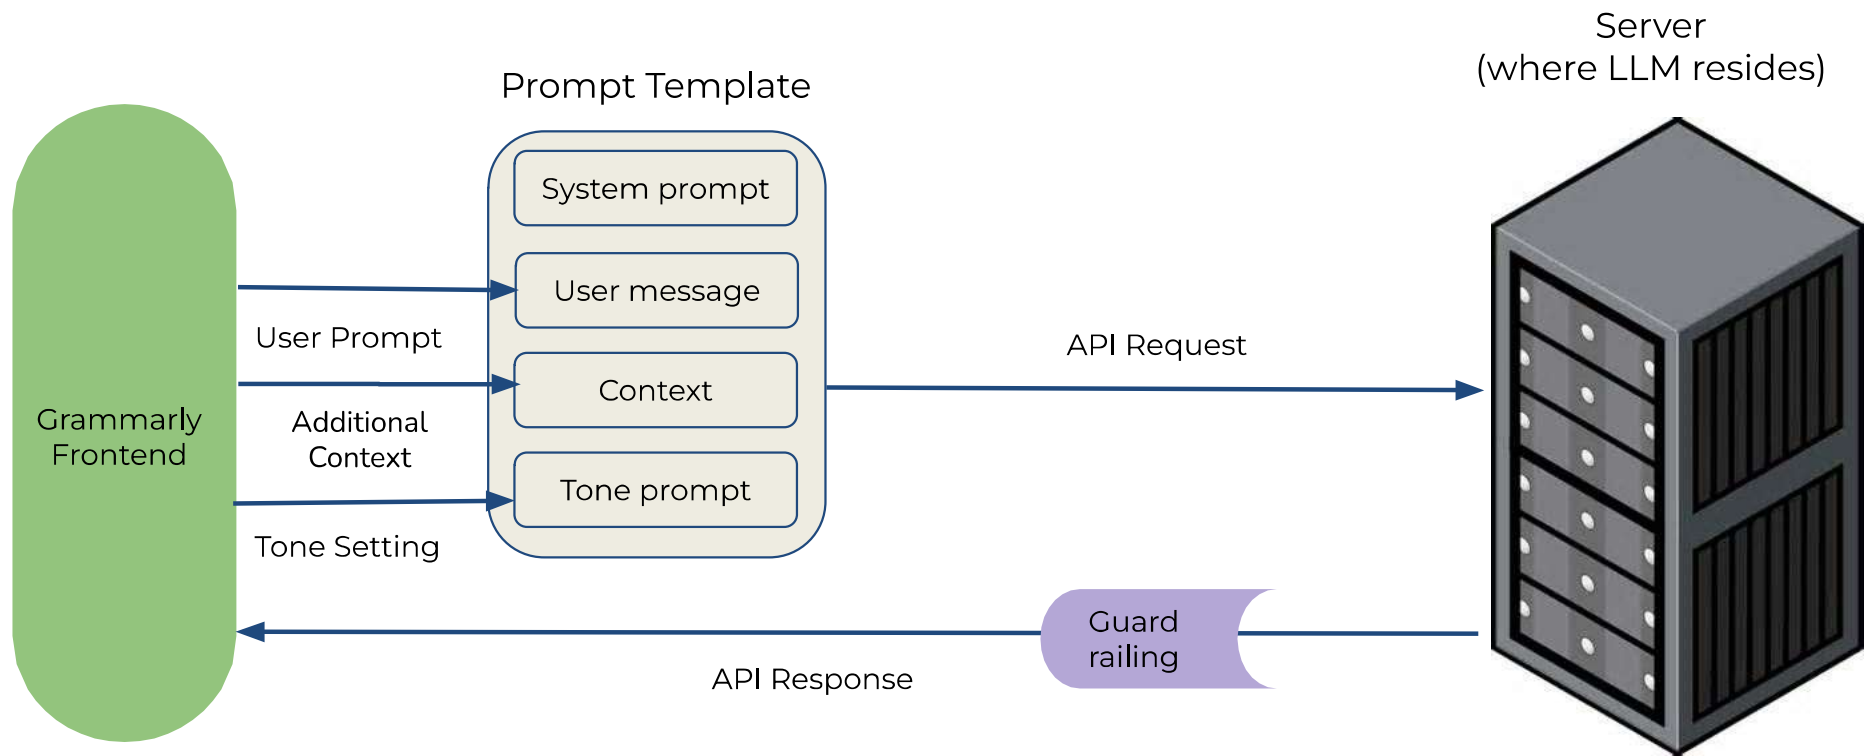 Server
(where LLM resides)
Prompt Template
System prompt
User message
User Prompt
API Request
Context
Grammarly
Frontend
Additional
Context
Tone prompt
Tone Setting
Guard
railing
API Response